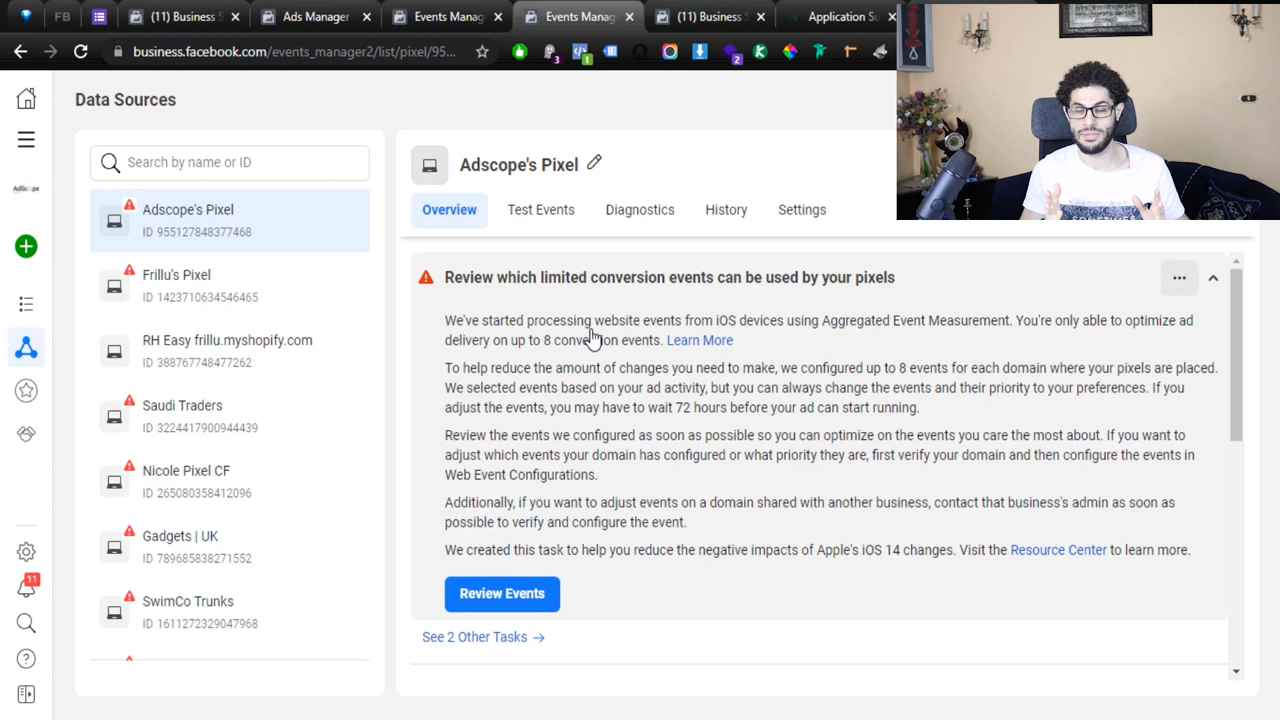 FB
(11) Business S
Ads Manager
Events Manag
Events Manag
(11) Business S
Application Su
business.facebook.com/events_manager2/list/pixel/95...
3
1
2
Data Sources
Search by name or ID
Adscope's Pixel
ID 955127848377468
Frillu's Pixel
ID 1423710634546465
RH Easy frillu.myshopify.com
ID 388767748477262
Saudi Traders
ID 3224417900944439
Nicole Pixel CF
ID 265080358412096
Gadgets | UK
ID 789685838271552
SwimCo Trunks
ID 1611272329047968
AdScope
11
Adscope's Pixel
Overview
Test Events
Diagnostics
History
Settings
Review which limited conversion events can be used by your pixels
We've started processing website events from iOS devices using Aggregated Event Measurement. You're only able to optimize ad
delivery on up to 8 conversion events. Learn More
To help reduce the amount of changes you need to make, we configured up to 8 events for each domain where your pixels are placed.
We selected events based on your ad activity, but you can always change the events and their priority to your preferences. If you
adjust the events, you may have to wait 72 hours before your ad can start running.
Review the events we configured as soon as possible so you can optimize on the events you care the most about. If you want to
adjust which events your domain has configured or what priority they are, first verify your domain and then configure the events in
Web Event Configurations.
Additionally, if you want to adjust events on a domain shared with another business, contact that business's admin as soon as
possible to verify and configure the event.
We created this task to help you reduce the negative impacts of Apple's iOS 14 changes. Visit the Resource Center to learn more.
Review Events
See 2 Other Tasks →
SOMETIMES